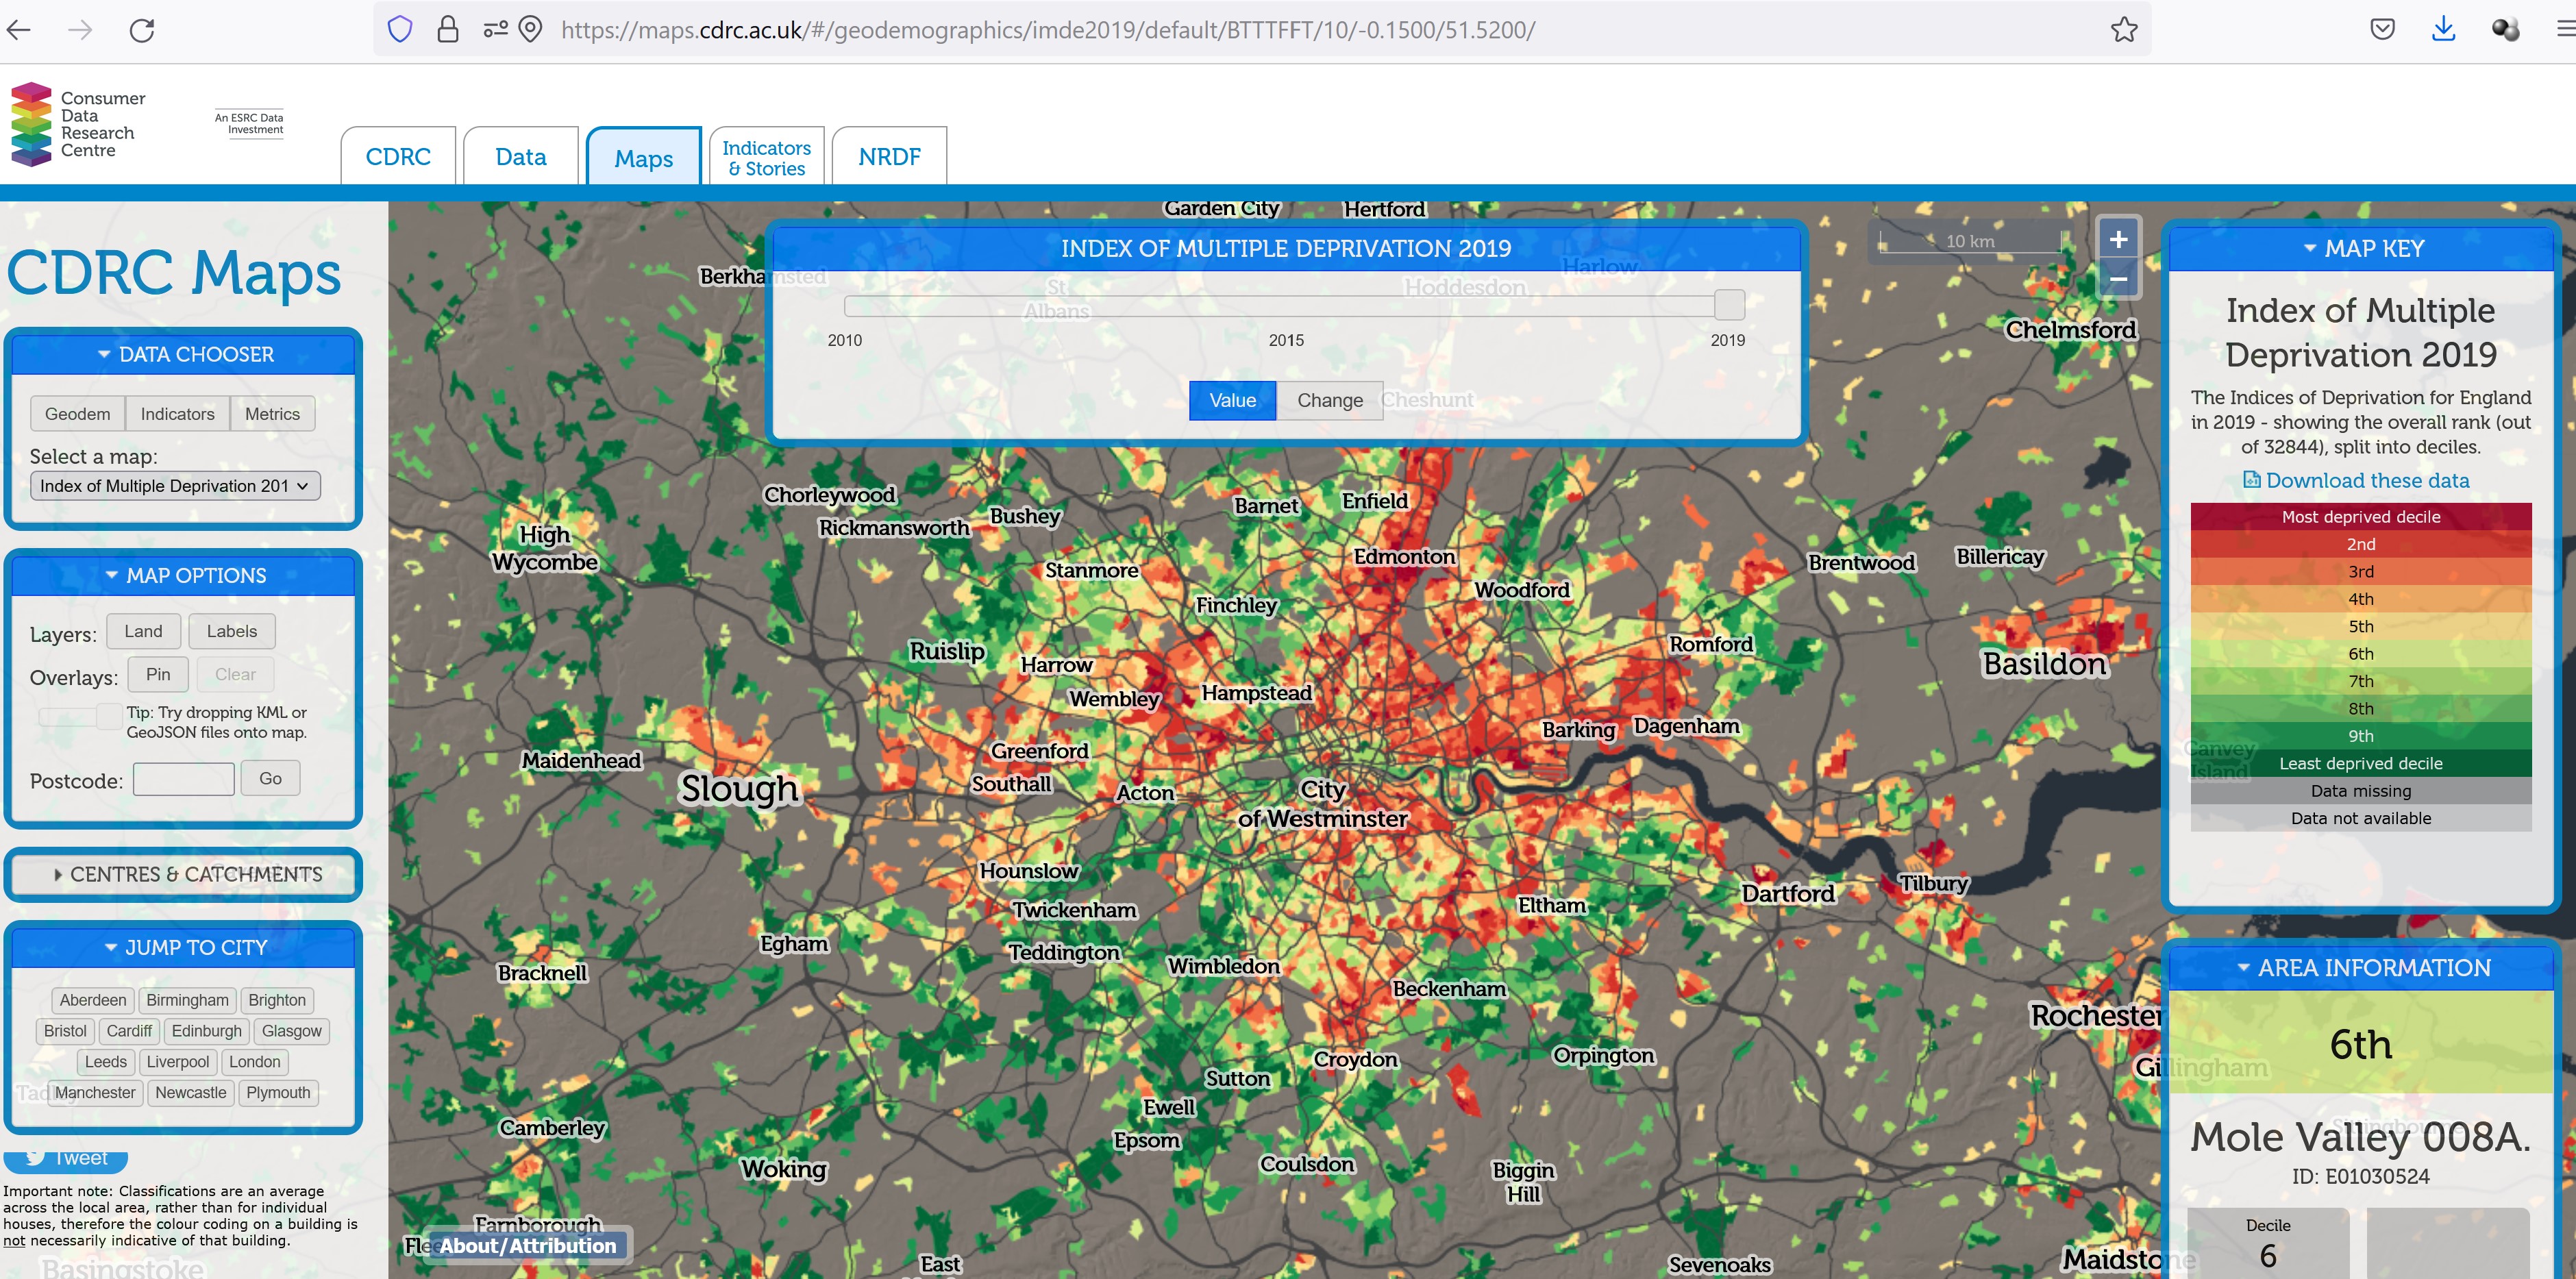 https://maps.cdrc.ac.uk/#/geodemographics/imde2019/default/BTTTFFT/10/-0.1500/51.5200/
Consumer
Data
Research
Centre
An ESRC Data
Investment
CDRC
Data
Maps
Indicators
& Stories
NRDF
CDRC Maps
DATA CHOOSER
Geodem
Indicators
Metrics
Select a map:
Index of Multiple Deprivation 201
MAP OPTIONS
Layers:
Land
Labels
Overlays:
Pin
Clear
Tip: Try dropping KML or
GeoJSON files onto map.
Postcode:
Go
CENTRES & CATCHMENTS
JUMP TO CITY
Aberdeen
Birmingham
Brighton
Bristol
Cardiff
Edinburgh
Glasgow
Leeds
Liverpool
London
Manchester
Newcastle
Plymouth
Tweet
Important note: Classifications are an average
across the local area, rather than for individual
houses, therefore the colour coding on a building is
not necessarily indicative of that building.
Basingstoke
Garden City
Hertford
INDEX OF MULTIPLE DEPRIVATION 2019
Berkhamsted
St
Albans
Hoddesdon
Harlow
2010
2015
2019
Value
Change
Cheshunt
10 km
+
−
Chelmsford
Chorleywood
Rickmansworth
Bushey
Barnet
Enfield
High
Wycombe
Stanmore
Edmonton
Finchley
Woodford
Brentwood
Billericay
Ruislip
Harrow
Wembley
Hampstead
Romford
Basildon
Barking
Dagenham
Greenford
Southall
Acton
Maidenhead
Slough
City
of Westminster
Hounslow
Twickenham
Teddington
Egham
Bracknell
Wimbledon
Eltham
Dartford
Tilbury
Beckenham
Croydon
Orpington
Sutton
Ewell
Epsom
Camberley
Woking
Coulsdon
Biggin
Hill
Rochester
Gillingham
Farnborough
Flee
About/Attribution
East
Sevenoaks
Maidstone
MAP KEY
Index of Multiple
Deprivation 2019
The Indices of Deprivation for England
in 2019 - showing the overall rank (out
of 32844), split into deciles.
Download these data
Most deprived decile
2nd
3rd
4th
5th
6th
7th
8th
9th
Least deprived decile
Data missing
Data not available
Canvey
Island
AREA INFORMATION
6th
Mole Valley 008A.
ID: E01030524
Decile
6